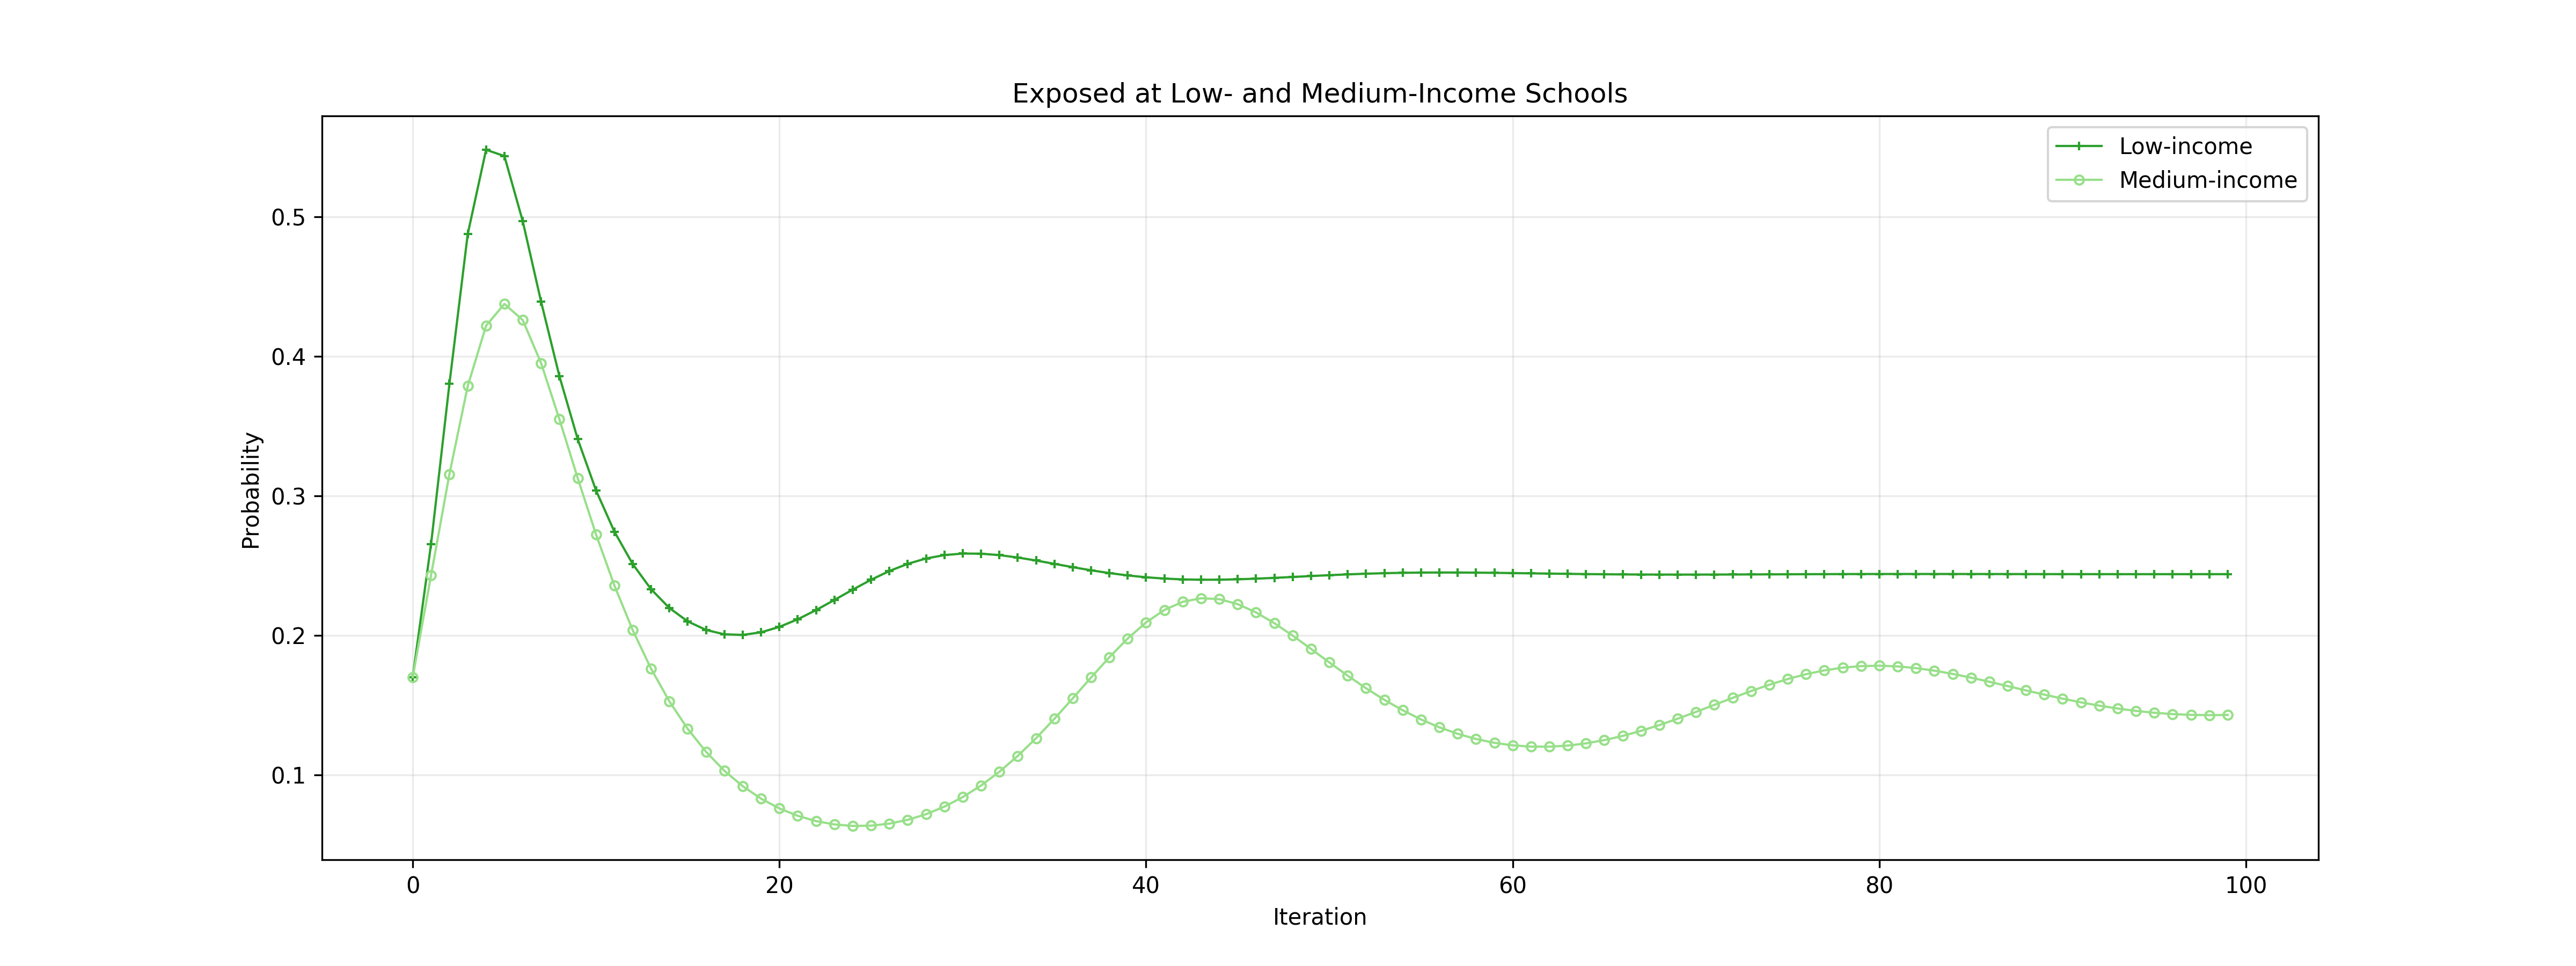 Exposed at Low- and Medium-Income Schools
Low-income
Medium-income
Probability
0.5
0.4
0.3
0.2
0.1
0 20 40 60 80 100
Iteration